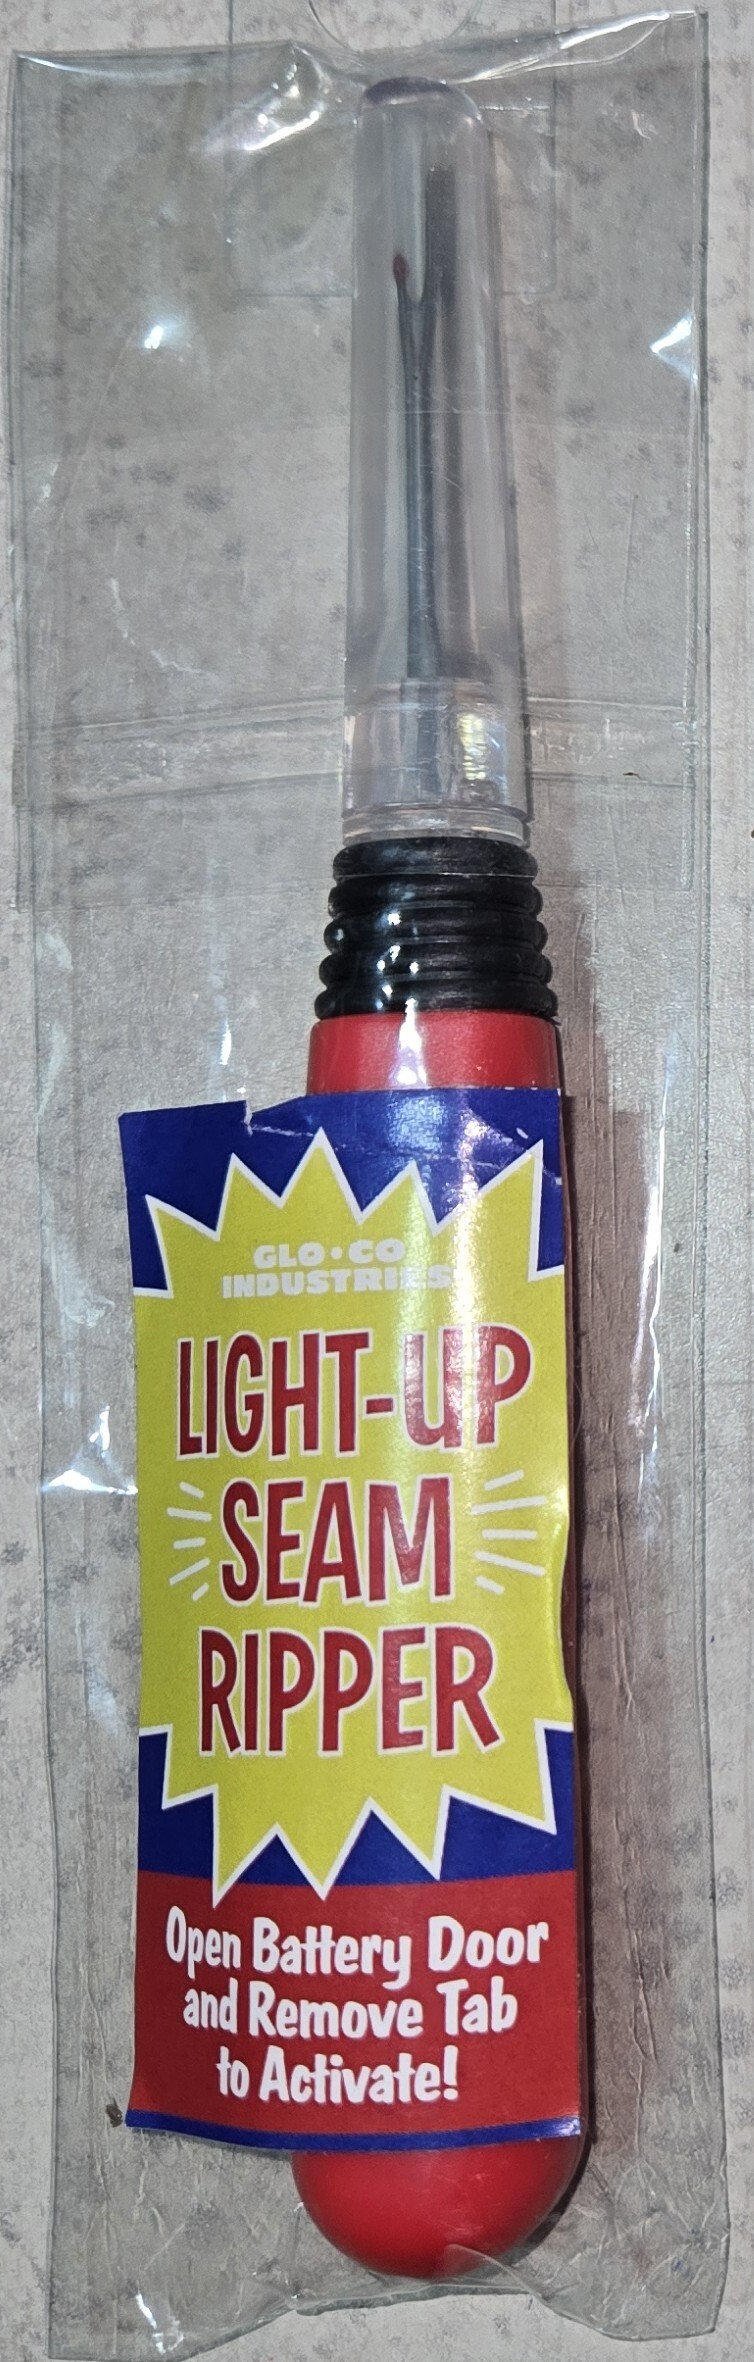 GLO•CO
INDUSTRIES
LIGHT-UP
SEAM
RIPPER
Open Battery Door
and Remove Tab
to Activate!